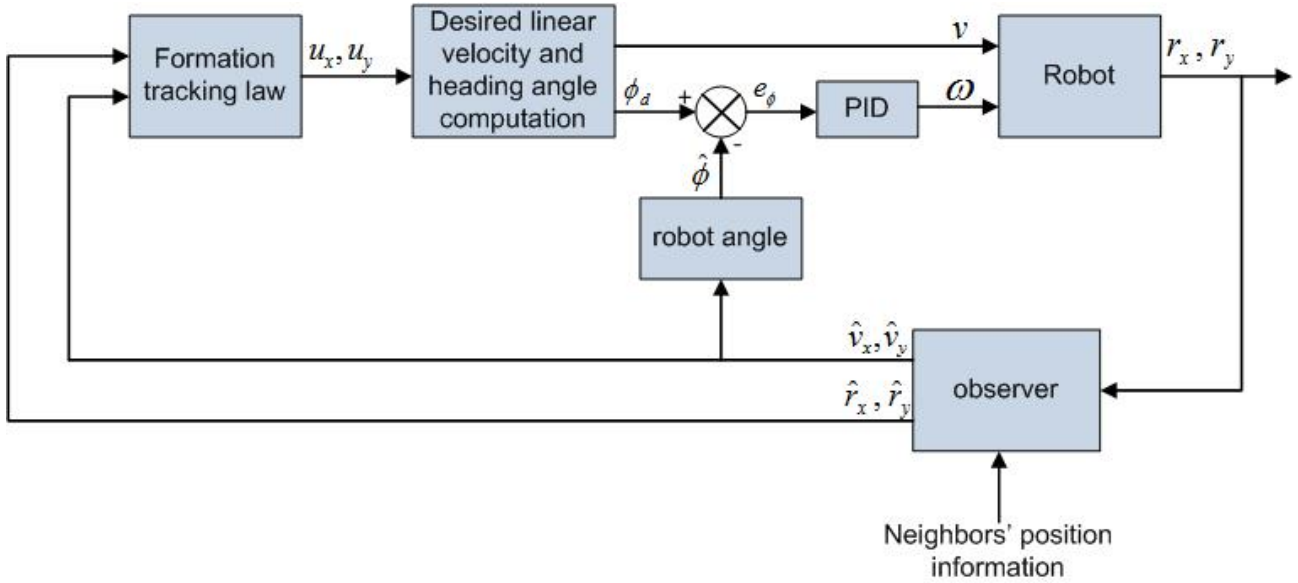 Formation
tracking law
u_x, u_y
Desired linear
velocity and
heading angle
computation
v
ϕ_d
+
-
e_ϕ
PID
ω
Robot
r_x, r_y
ϕ̂
robot angle
v̂_x, v̂_y
r̂_x, r̂_y
observer
Neighbors' position
information